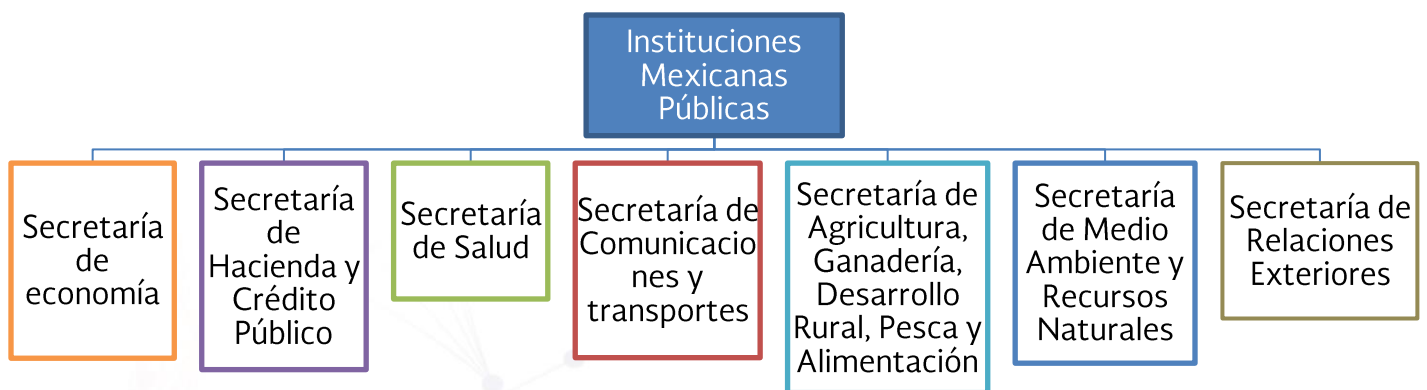 Instituciones
Mexicanas
Públicas
Secretaría
de
economía
Secretaría
de
Hacienda y
Crédito
Público
Secretaría
de Salud
Secretaría de
Comunicacio
nes y
transportes
Secretaría de
Agricultura,
Ganadería,
Desarrollo
Rural, Pesca y
Alimentación
Secretaría
de Medio
Ambiente y
Recursos
Naturales
Secretaría de
Relaciones
Exteriores